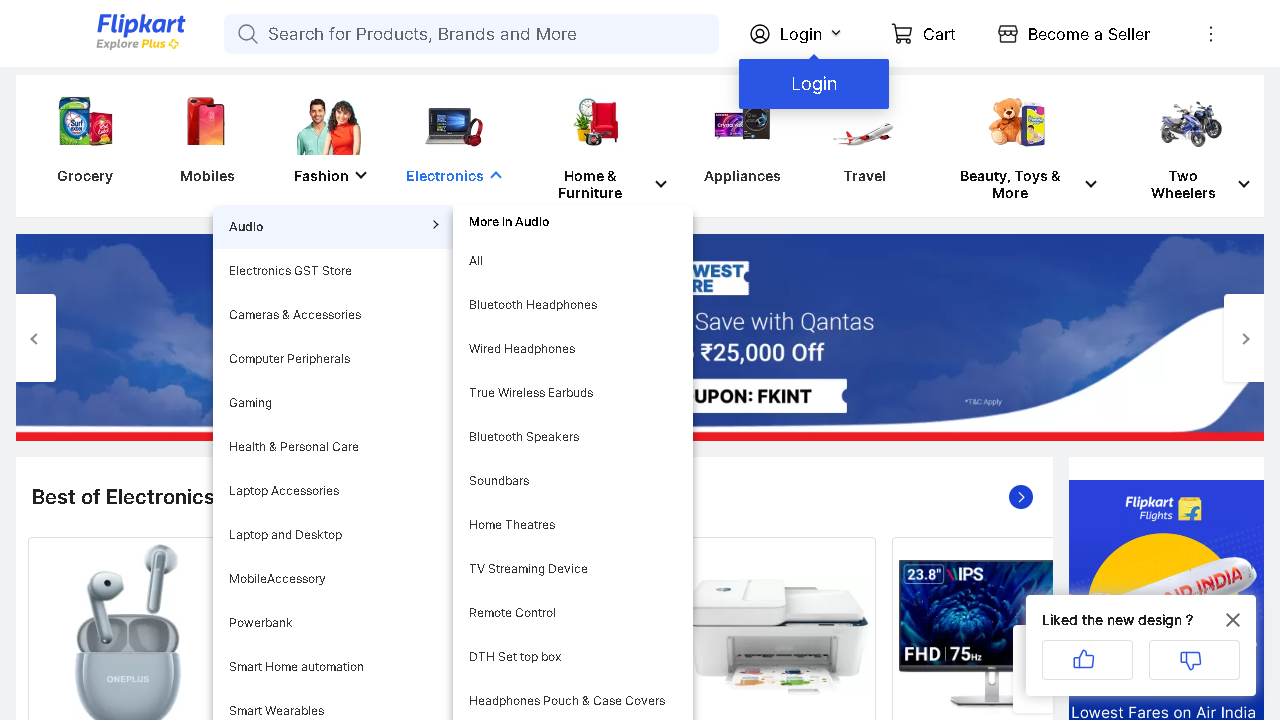 Flipkart
Explore Plus
Search for Products, Brands and More
Login
Cart
Become a Seller
Login
Grocery
Mobiles
Fashion
Electronics
Home & Furniture
Appliances
Travel
Beauty, Toys & More
Two Wheelers
Audio
Electronics GST Store
Cameras & Accessories
Computer Peripherals
Gaming
Health & Personal Care
Laptop Accessories
Laptop and Desktop
Mobile Accessory
Powerbank
Smart Home automation
More In Audio
All
Bluetooth Headphones
Wired Headphones
True Wireless Earbuds
Bluetooth Speakers
Soundbars
Home Theatres
TV Streaming Device
Remote Control
DTH Set top box
Headphones Pouch & Case Covers
Save with Qantas
₹25,000 Off
UPON: FKINT
*T&C Apply
Best of Electronics
ONEPLUS
23.8" IPS
FHD 75Hz
Flipkart
Flights
AIR INDIA
Liked the new design ?
Lowest Fares on Air India